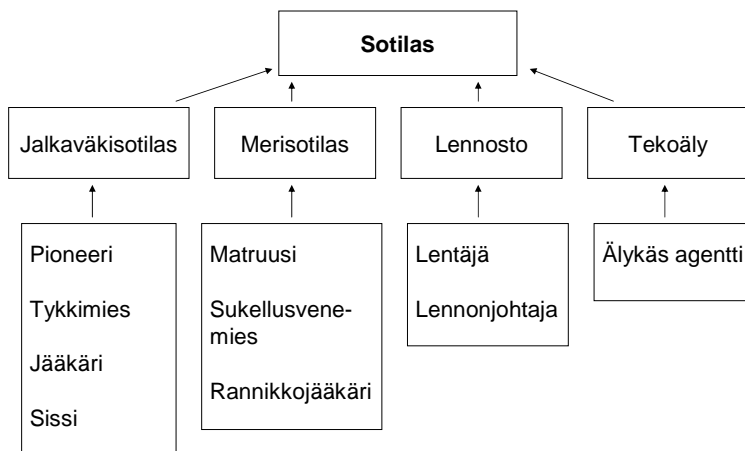 Sotilas
Jalkaväkisotilas
Merisotilas
Lennosto
Tekoäly
Pioneeri
Tykkimies
Jääkäri
Sissi
Matruusi
Sukellusvene-
mies
Rannikkojääkäri
Lentäjä
Lennonjohtaja
Älykäs agentti